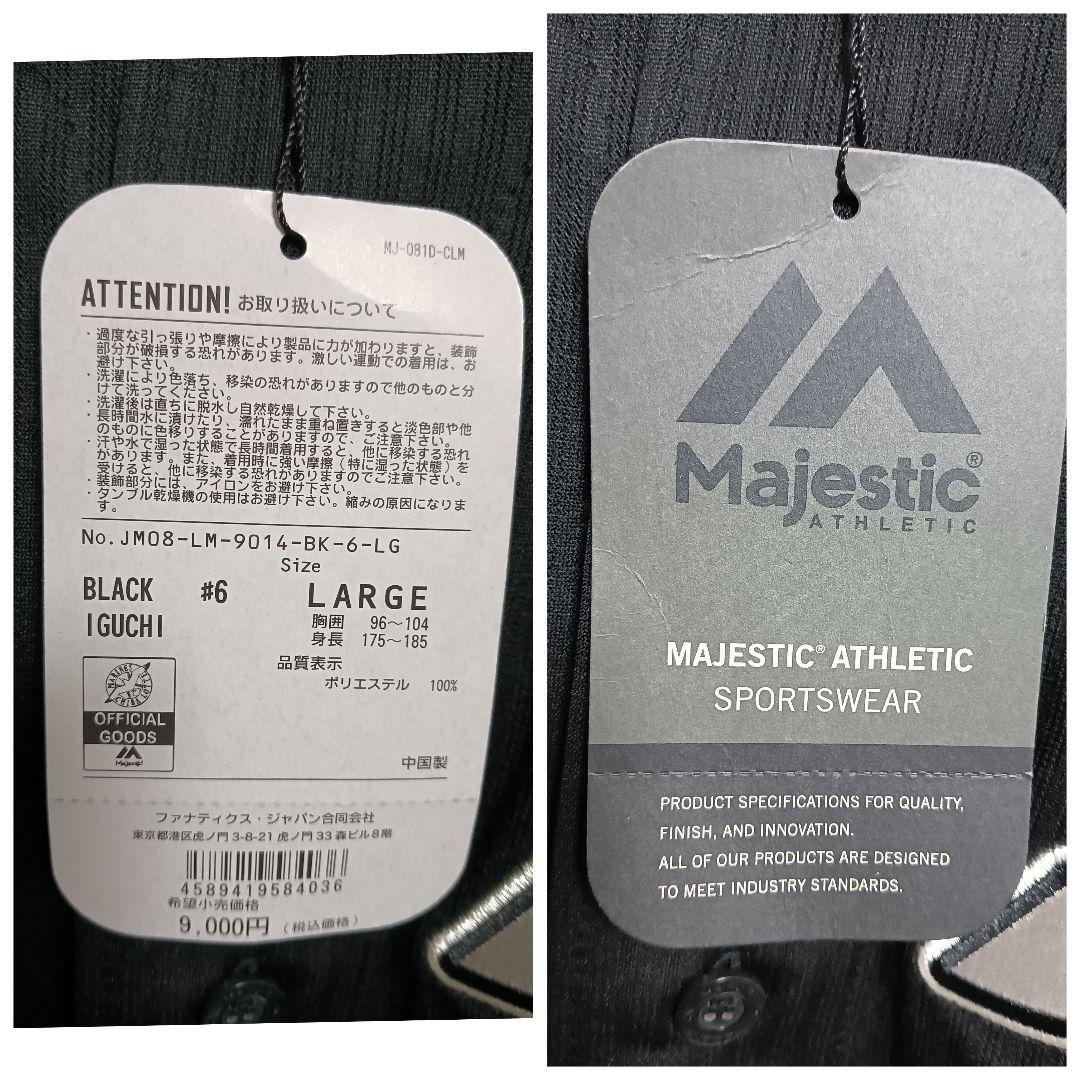 MJ-081D-CLM
ATTENTION! お取り扱いについて
・過度な引っ張りや摩擦により製品に力が加わりますと、装飾
部分が破損する恐れがあります。激しい運動での着用は、お
避け下さい。
・洗濯により色落ち、移染の恐れがありますので他のものと分
けて洗ってください。
・洗濯後は直ちに脱水し自然乾燥して下さい。
・長時間水に漬けたり、濡れたまま重ね置きすると淡色部や他
のものに色移りすることがありますので、ご注意下さい。
・汗や水で湿った状態で長時間着用すると、他に移染する恐れ
があります。また、着用時に強い摩擦(特に湿った状態)を
受けると、他に移染する恐れがありますのでご注意下さい。
・装飾部分には、アイロンをお避け下さい。
・タンブル乾燥機の使用はお避け下さい。縮みの原因になりま
す。
No.JM08-LM-9014-BK-6-LG
Size
BLACK #6 LARGE
IGUCHI
胸囲 96～104
身長 175～185
品質表示
ポリエステル 100%
OFFICIAL
GOODS
Majestic
中国製
ファナティクス・ジャパン合同会社
東京都港区虎ノ門 3-8-21 虎ノ門 33 森ビル 8 階
4589419584036
希望小売価格
9,000円 (税込価格)
Majestic®
ATHLETIC
MAJESTIC® ATHLETIC
SPORTSWEAR
PRODUCT SPECIFICATIONS FOR QUALITY,
FINISH, AND INNOVATION.
ALL OF OUR PRODUCTS ARE DESIGNED
TO MEET INDUSTRY STANDARDS.